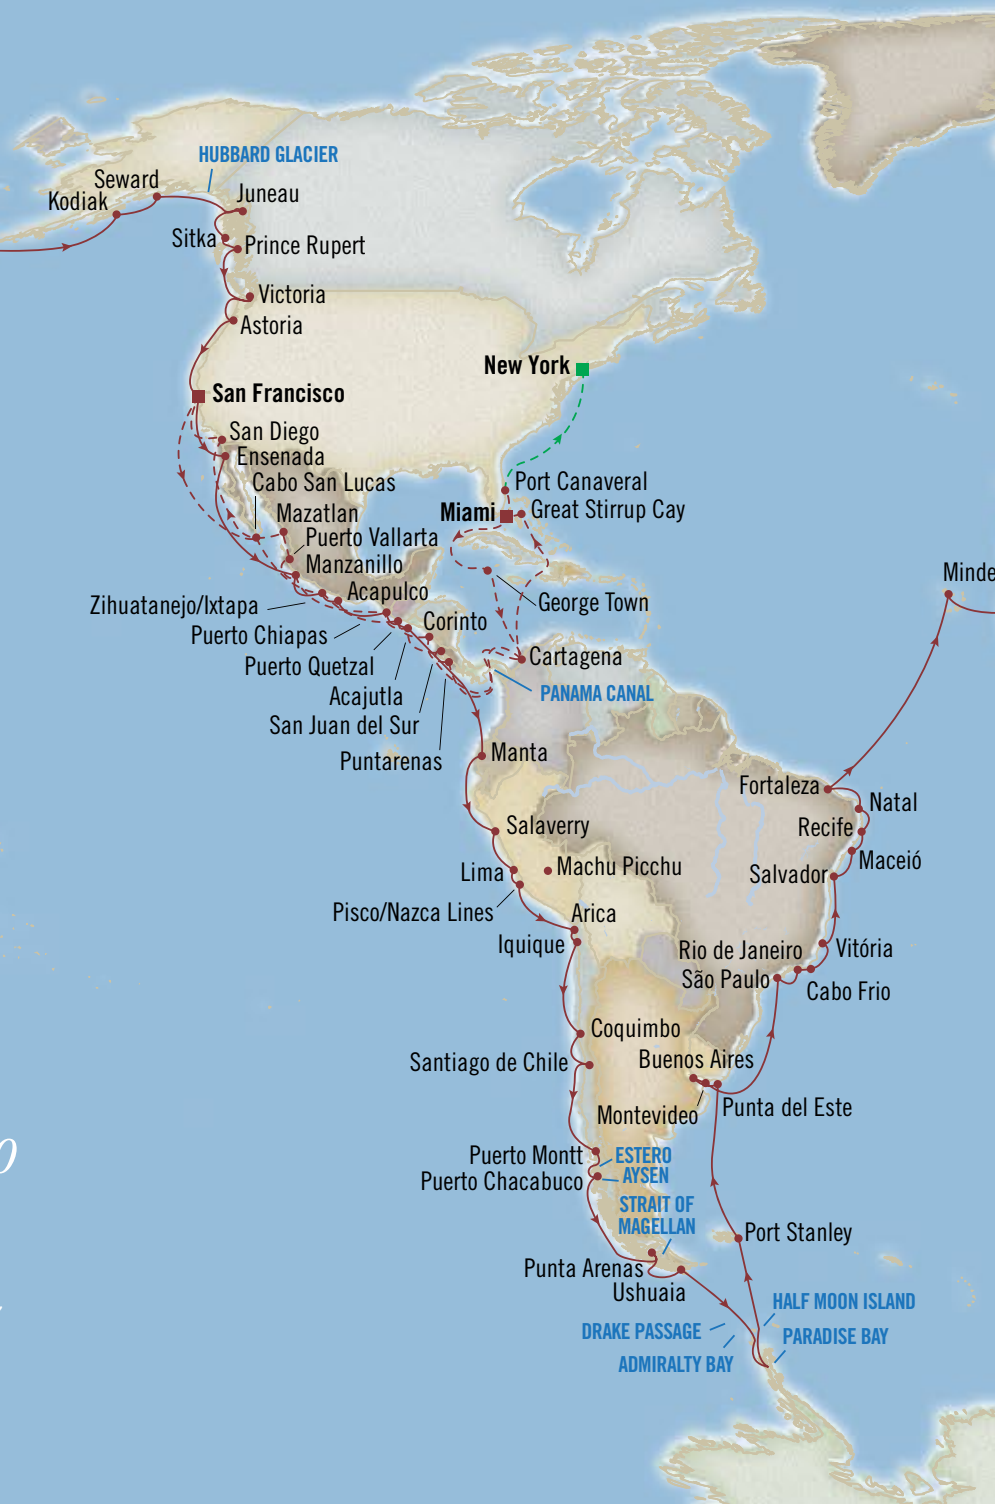 HUBBARD GLACIER
Seward
Kodiak
Juneau
Sitka
Prince Rupert
Victoria
Astoria
New York
San Francisco
San Diego
Ensenada
Cabo San Lucas
Port Canaveral
Miami
Great Stirrup Cay
Mazatlan
Puerto Vallarta
Manzanillo
Minde
Acapulco
Zihuatanejo/Ixtapa
George Town
Corinto
Puerto Chiapas
Cartagena
Puerto Quetzal
PANAMA CANAL
Acajutla
San Juan del Sur
Puntarenas
Manta
Fortaleza
Natal
Salaverry
Recife
Maceió
Lima
Machu Picchu
Salvador
Pisco/Nazca Lines
Arica
Iquique
Rio de Janeiro
Vitória
São Paulo
Cabo Frio
Coquimbo
Santiago de Chile
Buenos Aires
Montevideo
Punta del Este
Puerto Montt
ESTERO
AYSEN
Puerto Chacabuco
STRAIT OF
MAGELLAN
Port Stanley
Punta Arenas
Ushuaia
HALF MOON ISLAND
DRAKE PASSAGE
PARADISE BAY
ADMIRALTY BAY